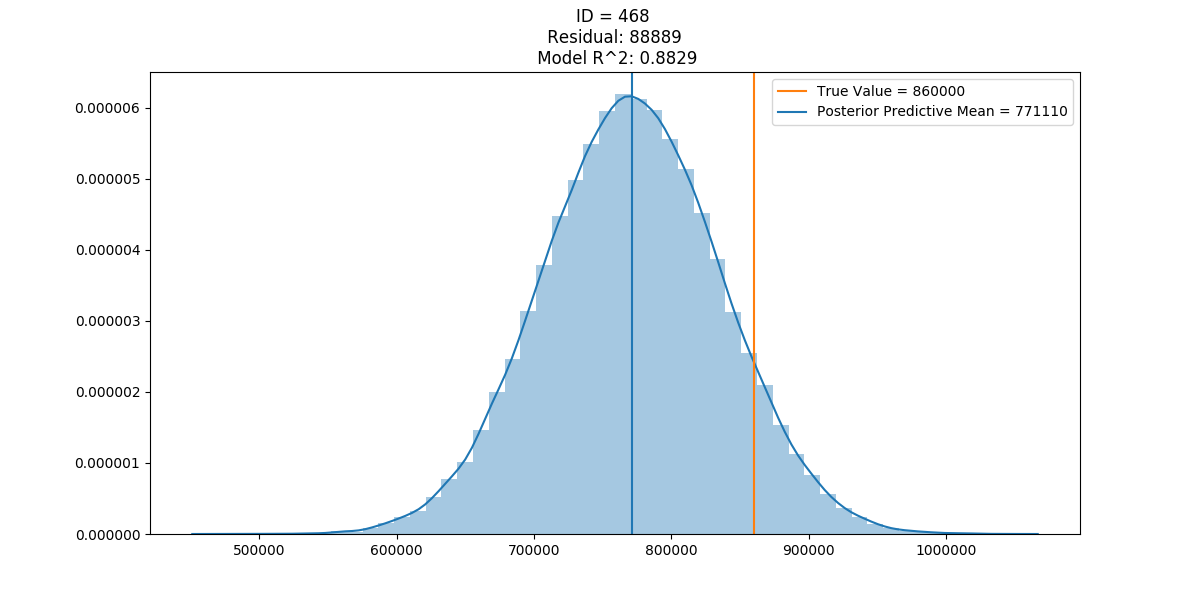 ID = 468
Residual: 88889
Model R^2: 0.8829
True Value = 860000
Posterior Predictive Mean = 771110
0.000006
0.000005
0.000004
0.000003
0.000002
0.000001
0.000000
500000 600000 700000 800000 900000 1000000